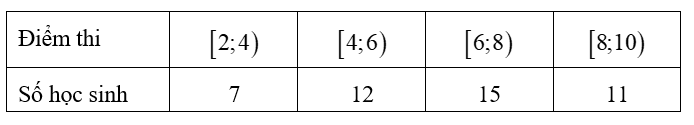 Điểm thi [2;4) [4;6) [6;8) [8;10)
Số học sinh 7 12 15 11